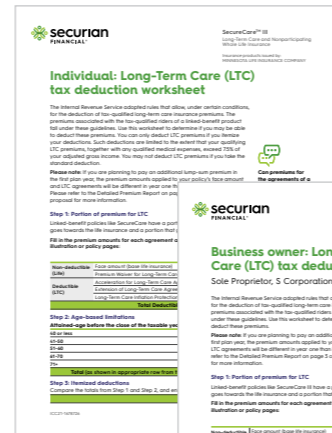 securian
FINANCIAL
SecureCare™ III
Long-Term Care and Nonparticipating
Whole Life Insurance
Insurance products issued by:
MINNESOTA LIFE INSURANCE COMPANY
Individual: Long-Term Care (LTC)
tax deduction worksheet
The Internal Revenue Service adopted rules that allow, under certain conditions,
for the deduction of tax-qualified long-term care insurance premiums. The
premiums associated with the tax-qualified riders of a linked-benefit product
fall under these guidelines. Use this worksheet to determine if you may be able
to deduct these premiums. You can only deduct LTC premiums if you itemize
your deductions. Such deductions are limited to the extent that your qualifying
LTC premiums, together with any qualified medical expenses, exceed 7.5% of
your adjusted gross income. You may not deduct LTC premiums if you take the
standard deduction.
Please note: If you are planning to pay an additional lump-sum premium in
the first plan year, the premium amounts applied to your policy's face amount
and LTC agreements will be different in year one th
Please refer to the Detailed Premium Report on pag
proposal for more information.
Can premiums for
the agreements of a
Step 1: Portion of premium for LTC
Linked-benefit policies like SecureCare have a port
goes towards the life insurance and a portion that p
Fill in the premium amounts for each agreement a
illustration or policy pages:
Non-deductible
(Life)
Face amount (base life insurance)
Premium Waiver for Long-Term Car
Deductible
(LTC)
Acceleration for Long-Term Care A
Extension of Long-Term Care Agree
Long-Term Care Inflation Protectio
Total Deductib
Step 2: Age-based limitations
Attained-age before the close of the taxable yea
40 or less
41-50
51-60
61-70
71+
Total (as shown in appropriate row from t
Step 3: Itemized deductions
Compare the totals from Step 1 and Step 2, and en
securian
FINANCIAL
Business owner: Lon
Care (LTC) tax dedu
Sole Proprietor, S Corporation
The Internal Revenue Service adopted rules that a
for the deduction of tax-qualified long-term care
premiums associated with the tax-qualified riders
under these guidelines. Use this worksheet to dete
deduct these premiums.
Please note: If you are planning to pay an additio
first plan year, the premium amounts applied to yo
LTC agreements will be different in year one than
refer to the Detailed Premium Report on page 3 o
for more information.
Step 1: Portion of premium for LTC
Linked-benefit policies like SecureCare III have a
goes towards the life insurance and a portion that
Fill in the premium amounts for each agreement
illustration or policy pages:
Non-deductible
Face amount (base life insurance)